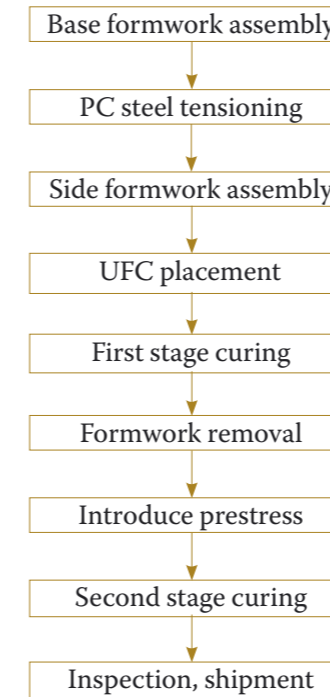 Base formwork assembly
PC steel tensioning
Side formwork assembly
UFC placement
First stage curing
Formwork removal
Introduce prestress
Second stage curing
Inspection, shipment